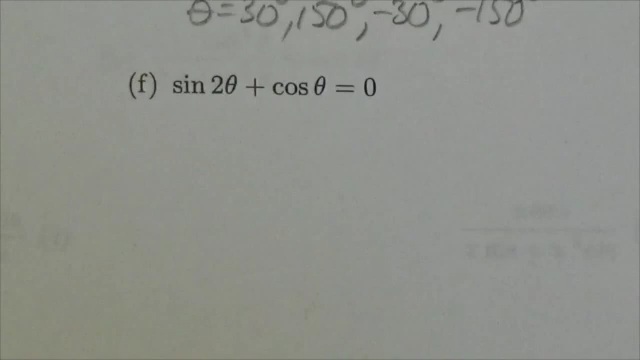 θ = 30°, 150°, -30°, -150°
(f) sin 2θ + cos θ = 0